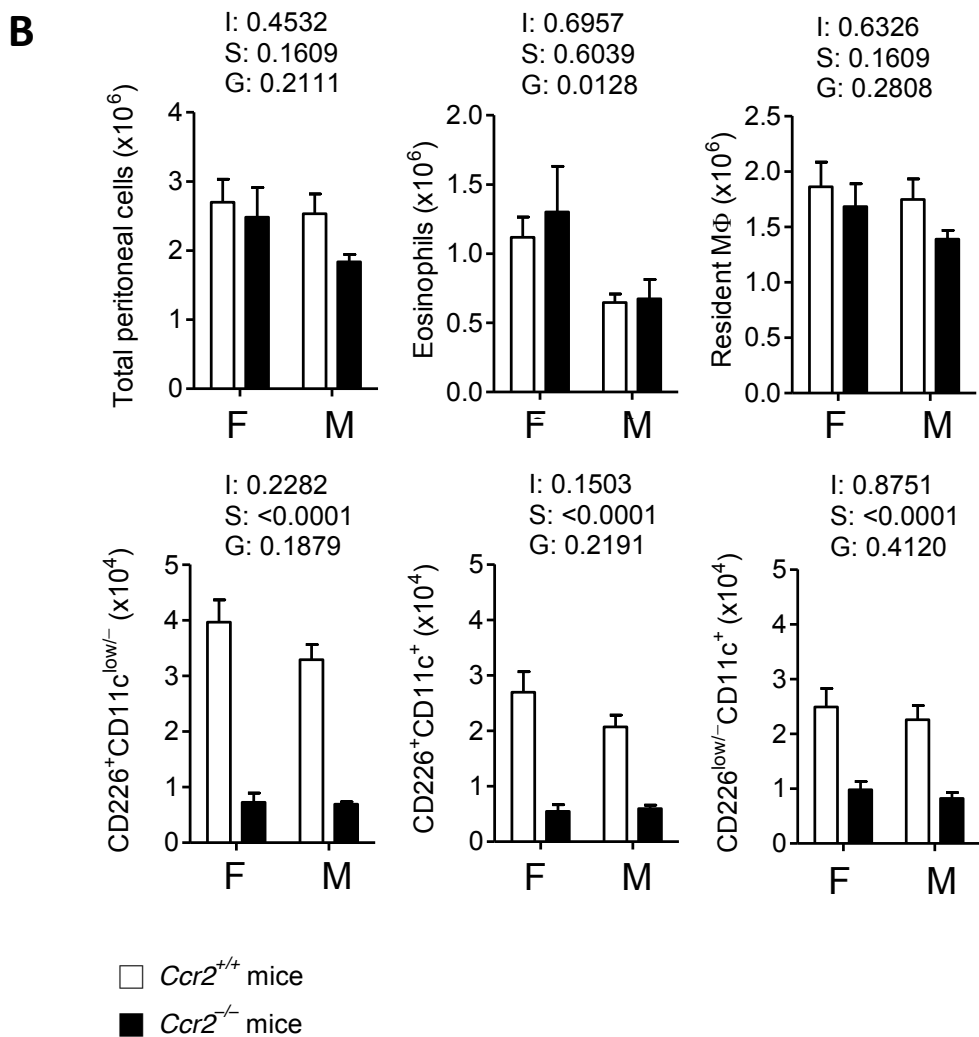 B
I: 0.4532
S: 0.1609
G: 0.2111
Total peritoneal cells (x10⁶)
4
3
2
1
0
F M
I: 0.6957
S: 0.6039
G: 0.0128
Eosinophils (x10⁶)
2.0
1.5
1.0
0.5
0.0
F M
I: 0.6326
S: 0.1609
G: 0.2808
Resident MΦ (x10⁶)
2.5
2.0
1.5
1.0
0.5
0.0
F M
I: 0.2282
S: <0.0001
G: 0.1879
CD226⁺CD11c^low/– (x10⁴)
5
4
3
2
1
0
F M
I: 0.1503
S: <0.0001
G: 0.2191
CD226⁺CD11c⁺ (x10⁴)
5
4
3
2
1
0
F M
I: 0.8751
S: <0.0001
G: 0.4120
CD226^low/–CD11c⁺ (x10⁴)
5
4
3
2
1
0
F M
Ccr2⁺/⁺ mice
Ccr2⁻/⁻ mice